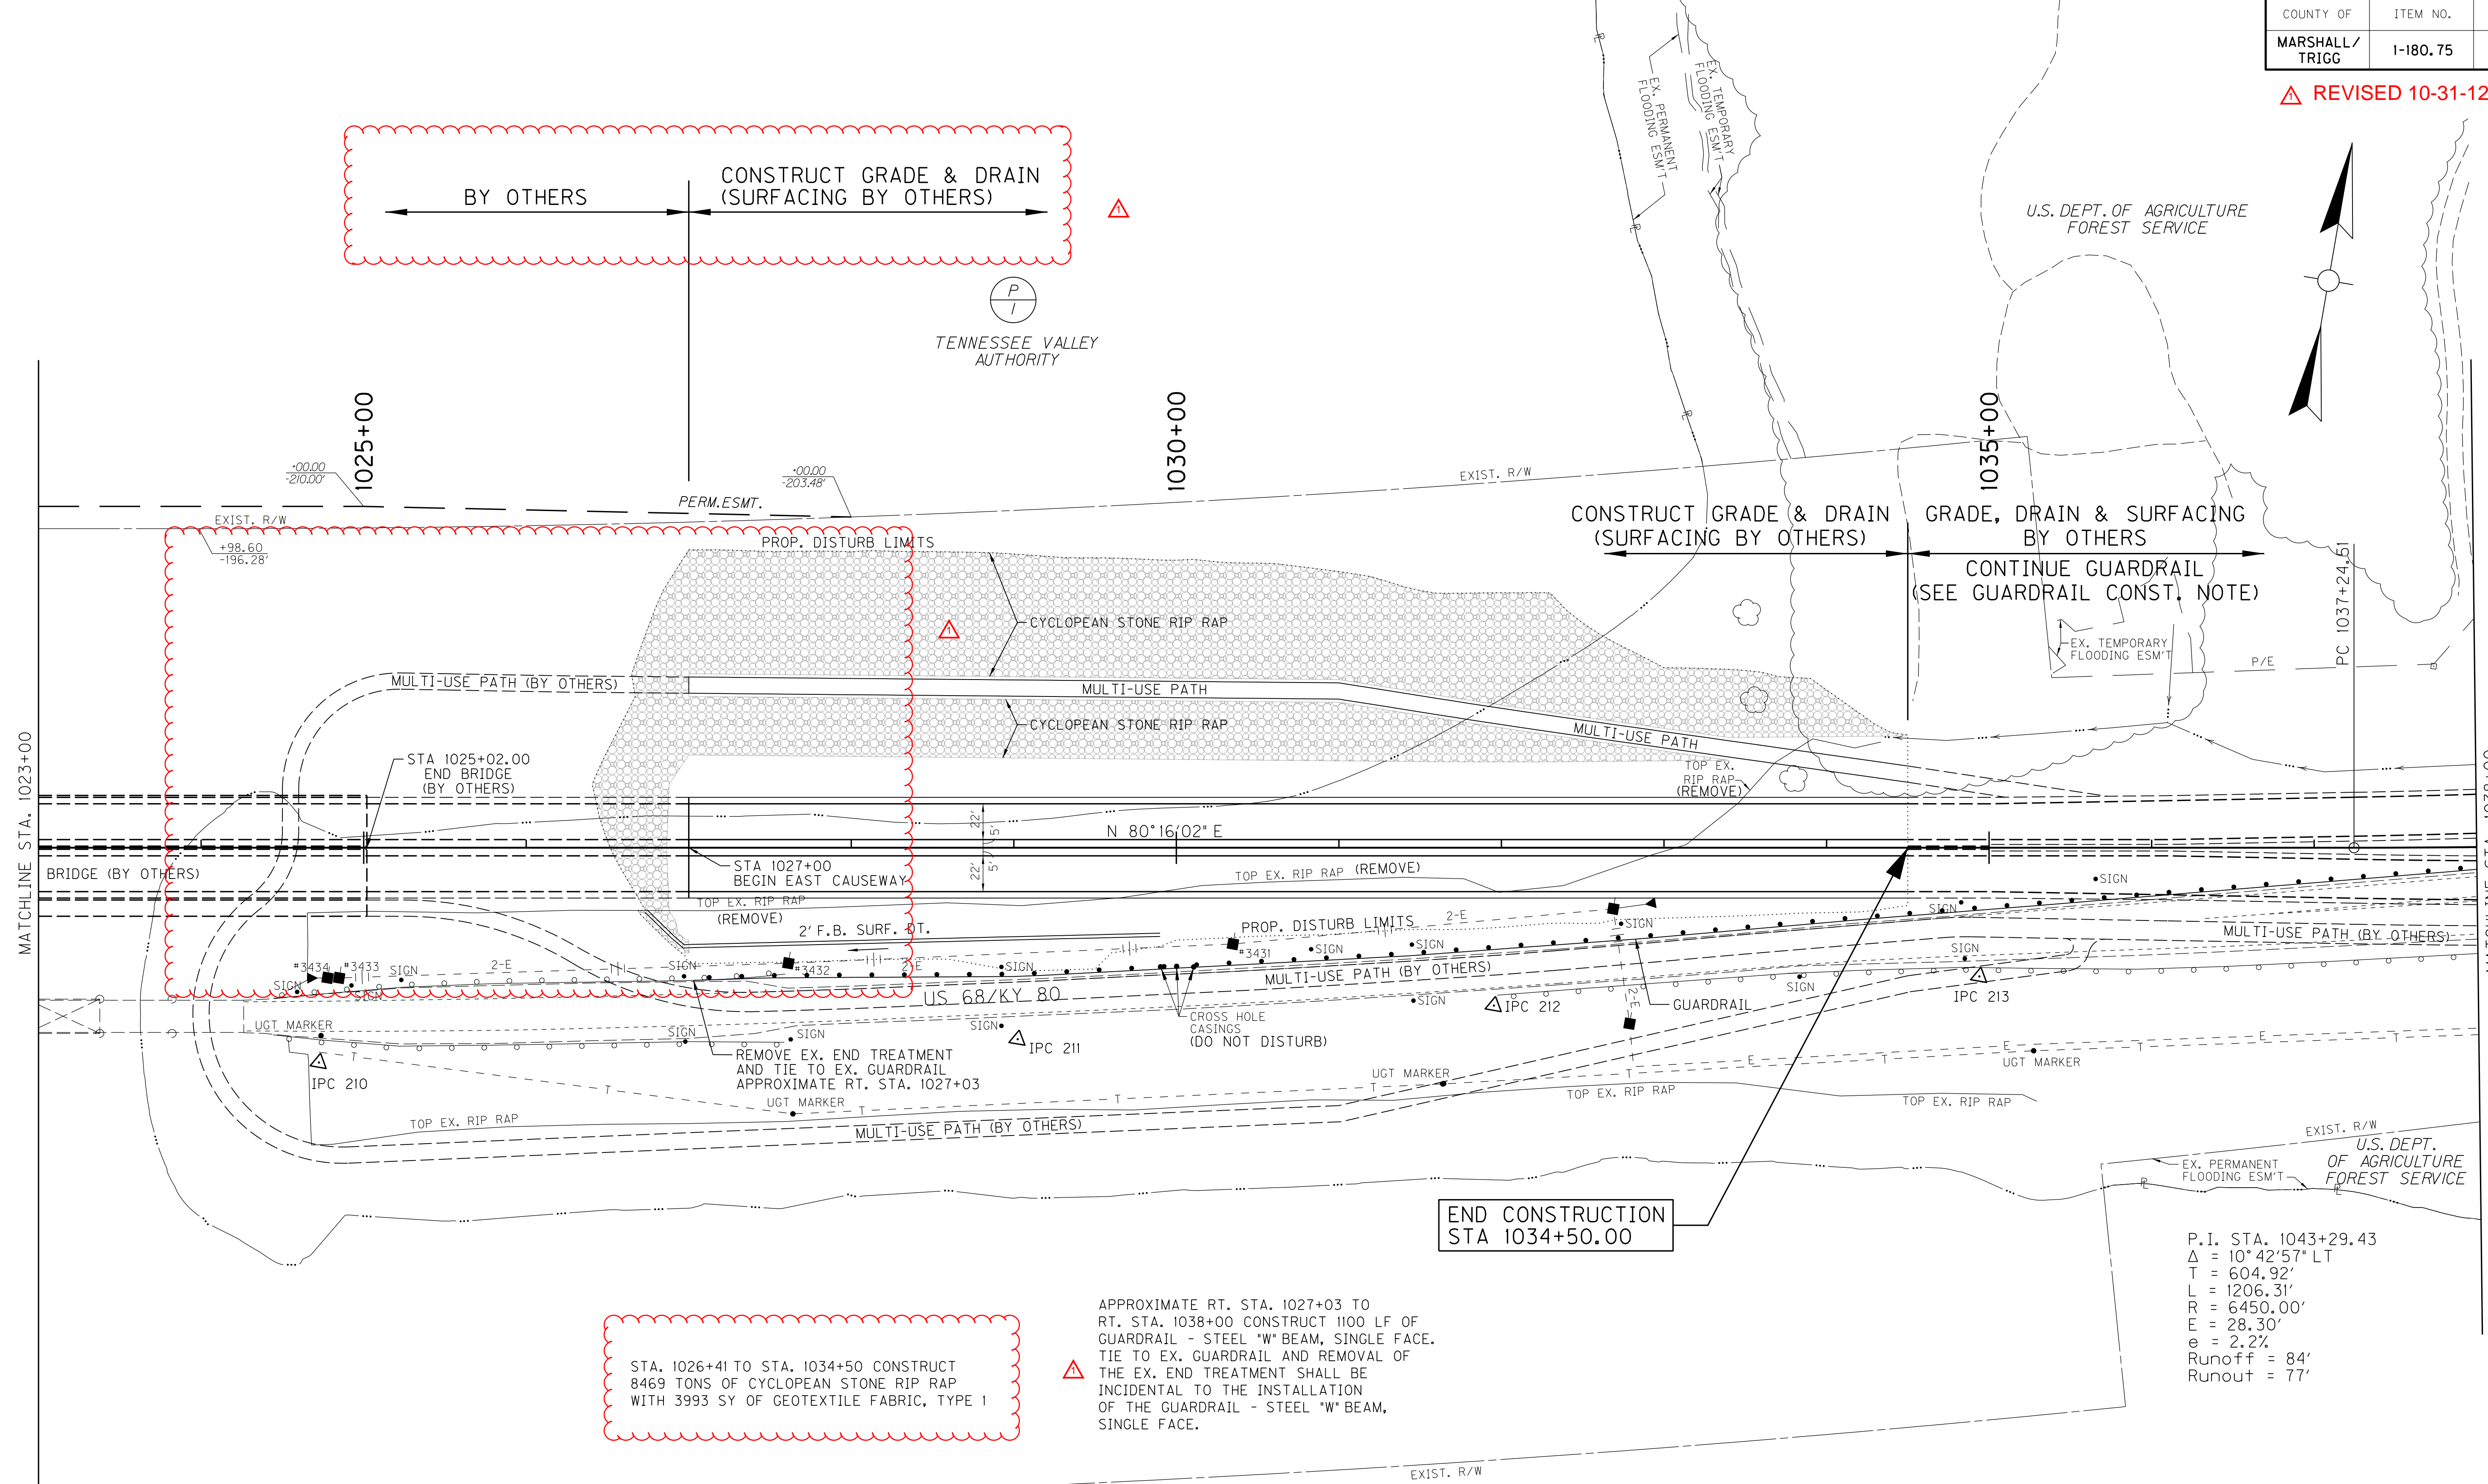 COUNTY OF
ITEM NO.
MARSHALL/
TRIGG
1-180.75
1 REVISED 10-31-12
BY OTHERS
CONSTRUCT GRADE & DRAIN
(SURFACING BY OTHERS)
1
P
1
TENNESSEE VALLEY
AUTHORITY
PL
EX. PERMANENT
FLOODING ESM'T
EX. TEMPORARY
FLOODING ESM'T
PL
PL
U.S. DEPT. OF AGRICULTURE
FOREST SERVICE
1025+00
1030+00
1035+00
+00.00
-210.00'
+00.00
-203.48'
PERM. ESMT.
EXIST. R/W
EXIST. R/W
+98.60
-196.28'
PROP. DISTURB LIMITS
CONSTRUCT GRADE & DRAIN
(SURFACING BY OTHERS)
GRADE, DRAIN & SURFACING
BY OTHERS
CONTINUE GUARDRAIL
(SEE GUARDRAIL CONST. NOTE)
PC 1037+24.51
CYCLOPEAN STONE RIP RAP
1
EX. TEMPORARY
FLOODING ESM'T
P/E
MULTI-USE PATH (BY OTHERS)
MULTI-USE PATH
CYCLOPEAN STONE RIP RAP
MULTI-USE PATH
MATCHLINE STA. 1023+00
STA 1025+02.00
END BRIDGE
(BY OTHERS)
TOP EX.
RIP RAP
(REMOVE)
22'
5'
N 80°16'02" E
22'
5'
BRIDGE (BY OTHERS)
STA 1027+00
BEGIN EAST CAUSEWAY
TOP EX. RIP RAP (REMOVE)
SIGN
TOP EX. RIP RAP
(REMOVE)
2' F.B. SURF. DT.
PROP. DISTURB LIMITS
2-E
SIGN
SIGN
MULTI-USE PATH (BY OTHERS)
#3434
#3433
SIGN
2-E
SIGN
#3432
2-E
SIGN
#3431
SIGN
SIGN
SIGN
SIGN
SIGN
MULTI-USE PATH (BY OTHERS)
SIGN
US 68/KY 80
2-E
GUARDRAIL
IPC 213
SIGN
IPC 212
UGT MARKER
SIGN
SIGN
SIGN
IPC 211
CROSS HOLE
CASINGS
(DO NOT DISTURB)
IPC 210
T
REMOVE EX. END TREATMENT
AND TIE TO EX. GUARDRAIL
APPROXIMATE RT. STA. 1027+03
UGT MARKER
UGT MARKER
UGT MARKER
T
T
T
T
T
T
T
E
E
E
TOP EX. RIP RAP
TOP EX. RIP RAP
TOP EX. RIP RAP
MULTI-USE PATH (BY OTHERS)
EXIST. R/W
U.S. DEPT.
OF AGRICULTURE
FOREST SERVICE
EX. PERMANENT
FLOODING ESM'T
PL
PL
END CONSTRUCTION
STA 1034+50.00
P.I. STA. 1043+29.43
Δ = 10°42'57" LT
T = 604.92'
L = 1206.31'
R = 6450.00'
E = 28.30'
e = 2.2%
Runoff = 84'
Runout = 77'
STA. 1026+41 TO STA. 1034+50 CONSTRUCT
8469 TONS OF CYCLOPEAN STONE RIP RAP
WITH 3993 SY OF GEOTEXTILE FABRIC, TYPE 1
1
APPROXIMATE RT. STA. 1027+03 TO
RT. STA. 1038+00 CONSTRUCT 1100 LF OF
GUARDRAIL - STEEL "W" BEAM, SINGLE FACE.
TIE TO EX. GUARDRAIL AND REMOVAL OF
THE EX. END TREATMENT SHALL BE
INCIDENTAL TO THE INSTALLATION
OF THE GUARDRAIL - STEEL "W" BEAM,
SINGLE FACE.
EXIST. R/W